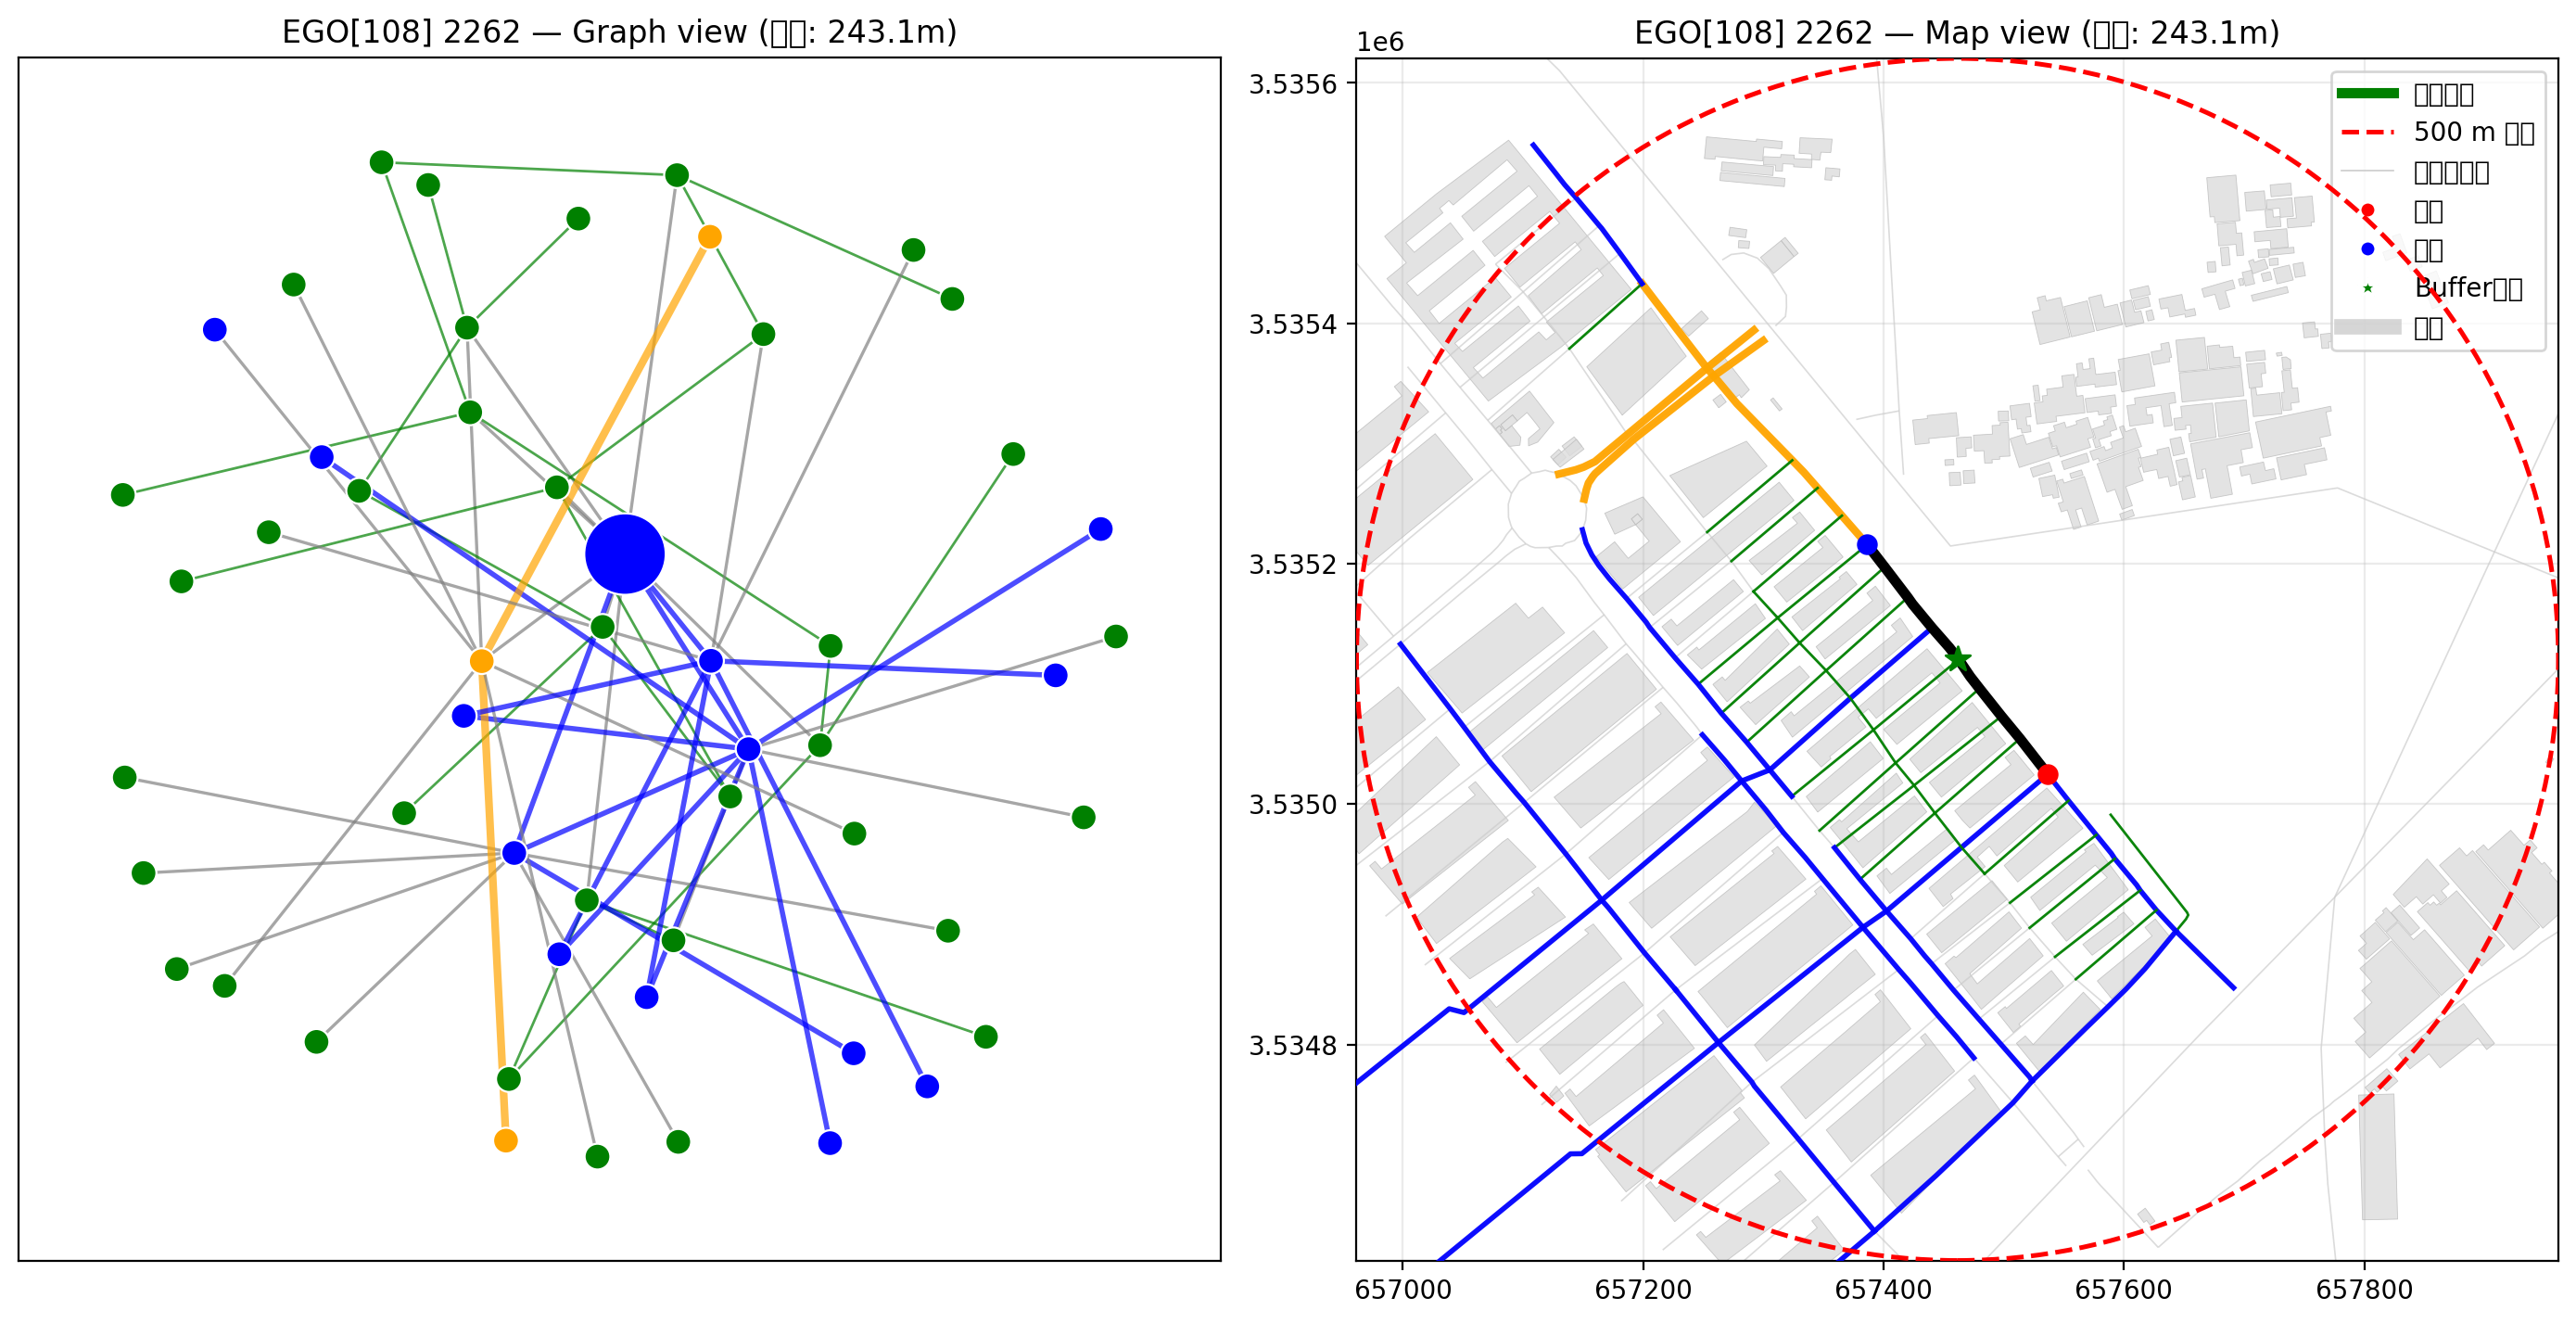 EGO[108] 2262 — Graph view (: 243.1m)
EGO[108] 2262 — Map view (: 243.1m)
1e6
3.5356
3.5354
3.5352
3.5350
3.5348
657000 657200 657400 657600 657800
500 m
Buffer